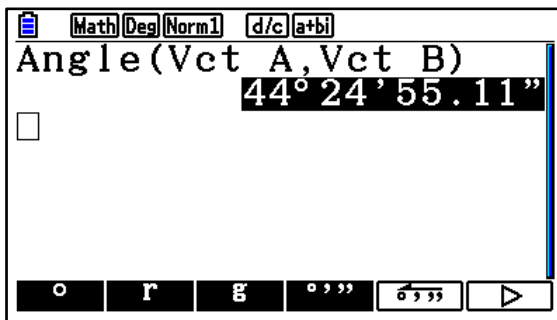 Math Deg Norm1 d/c a+bi
Angle(Vct A,Vct B)
44°24’55.11”
° r g °’” °’” ▷